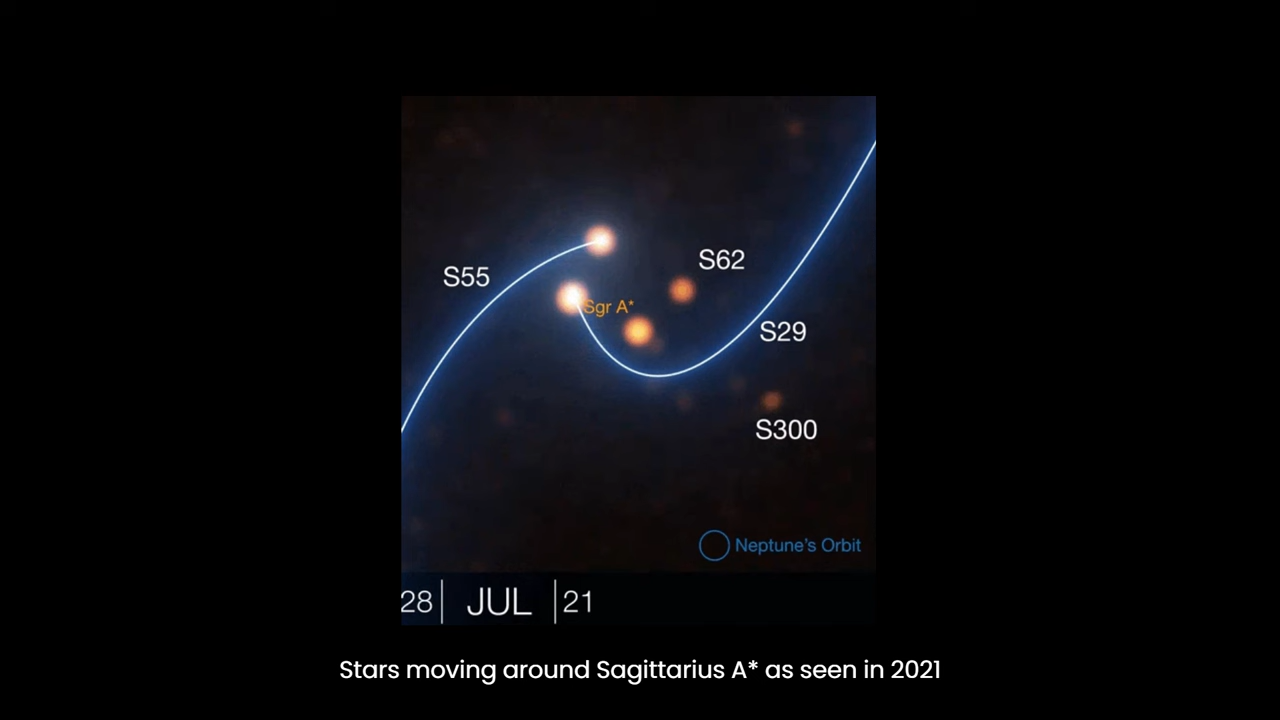 S55
S62
Sgr A*
S29
S300
Neptune's Orbit
28 JUL 21
Stars moving around Sagittarius A* as seen in 2021